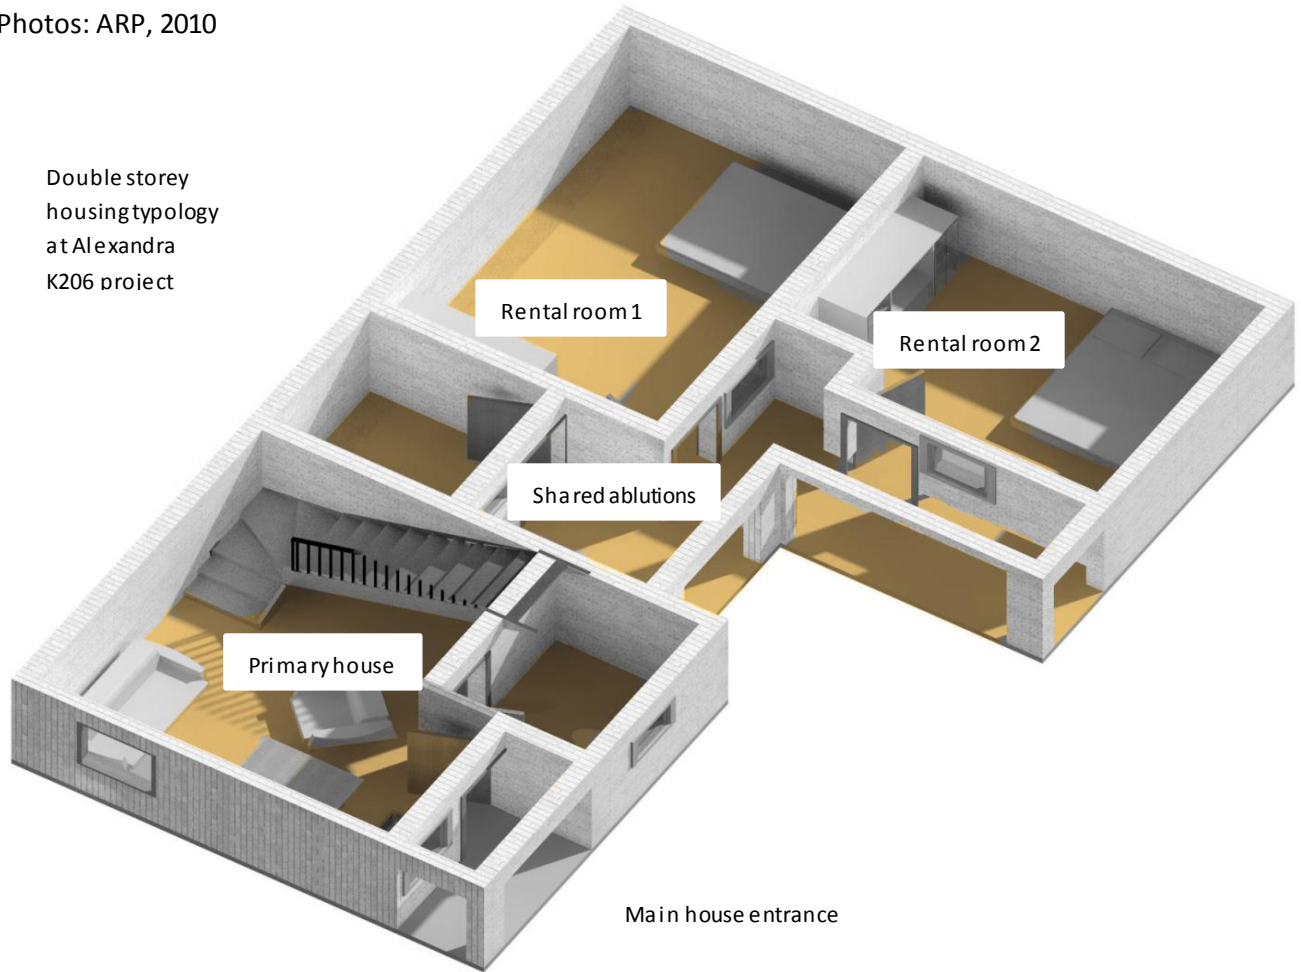 Photos: ARP, 2010
Double storey
housing typology
at Alexandra
K206 project
Rental room 1
Rental room 2
Shared ablutions
Primary house
Main house entrance